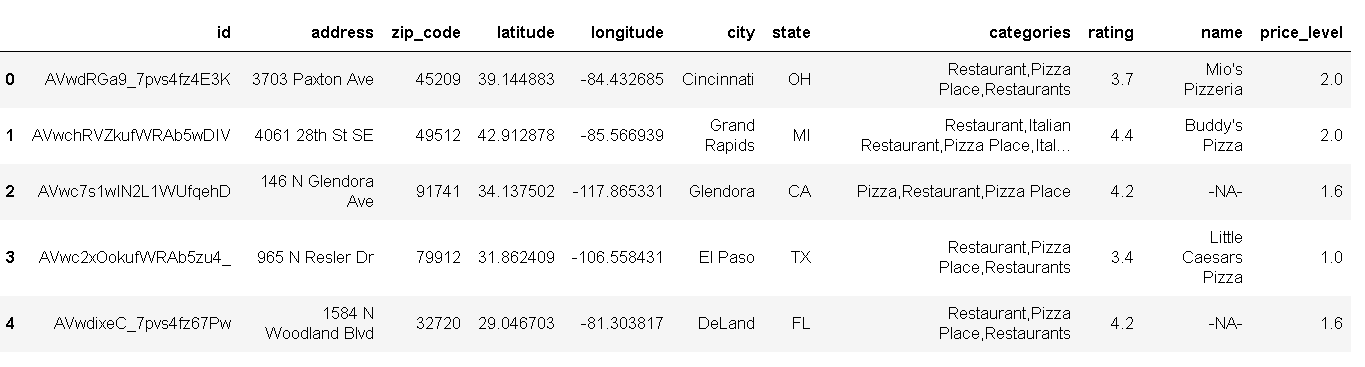 id address zip_code latitude longitude city state categories rating name price_level
0 AVwdRGa9_7pvs4fz4E3K 3703 Paxton Ave 45209 39.144883 -84.432685 Cincinnati OH Restaurant,Pizza Place,Restaurants 3.7 Mio's Pizzeria 2.0
1 AVwchRVZkufWRAb5wDIV 4061 28th St SE 49512 42.912878 -85.566939 Grand Rapids MI Restaurant,Italian Restaurant,Pizza Place,Ital... 4.4 Buddy's Pizza 2.0
2 AVwc7s1wIN2L1WUfqehD 146 N Glendora Ave 91741 34.137502 -117.865331 Glendora CA Pizza,Restaurant,Pizza Place 4.2 -NA- 1.6
3 AVwc2xOokufWRAb5zu4_ 965 N Resler Dr 79912 31.862409 -106.558431 El Paso TX Restaurant,Pizza Place,Restaurants 3.4 Little Caesars Pizza 1.0
4 AVwdixeC_7pvs4fz67Pw 1584 N Woodland Blvd 32720 29.046703 -81.303817 DeLand FL Restaurant,Pizza Place,Restaurants 4.2 -NA- 1.6